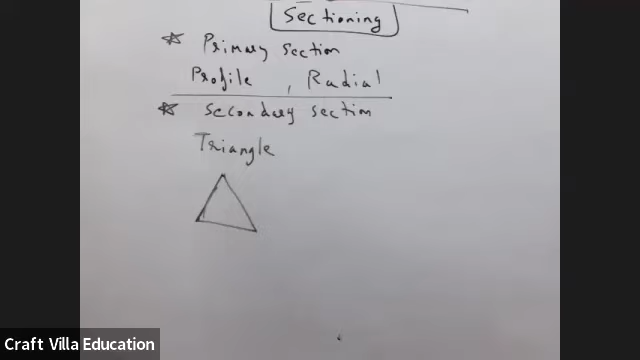 Sectioning
☆ Primary section
Profile , Radial
☆ Secondary section
Triangle
Craft Villa Education